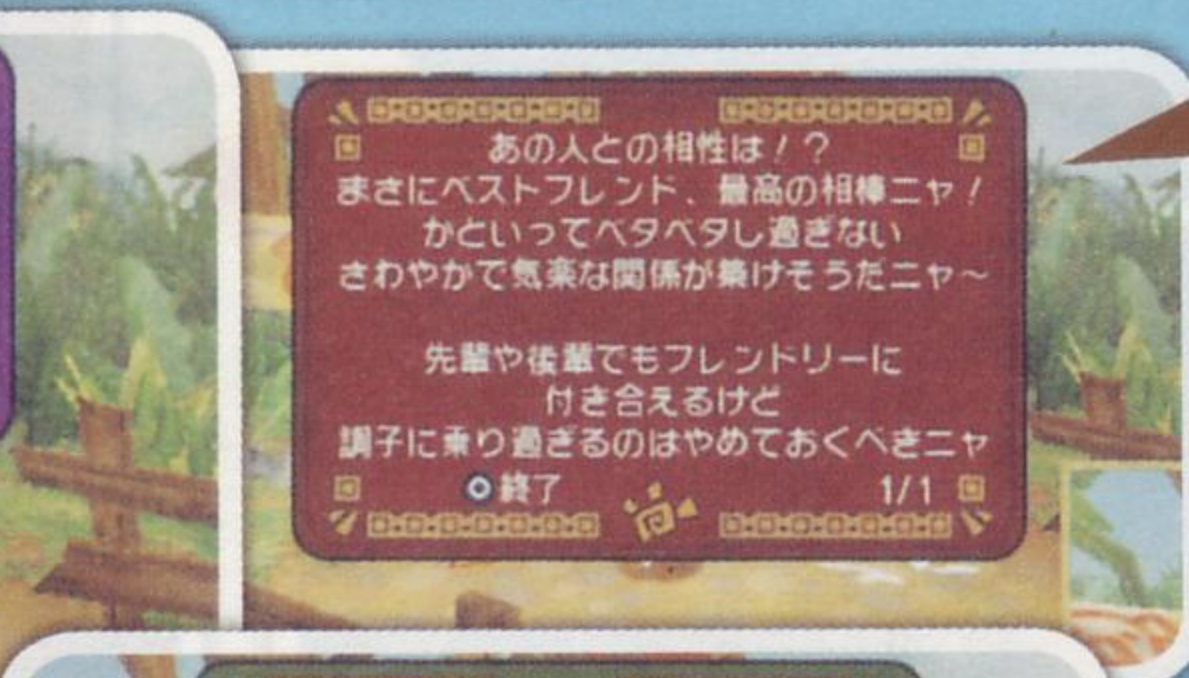 あの人との相性は！？
まさにベストフレンド、最高の相棒ニャ！
かといってベタベタし過ぎない
さわやかで気楽な関係が築けそうだニャ～
先輩や後輩でもフレンドリーに
付き合えるけど
調子に乗り過ぎるのはやめておくべきニャ
終了
1/1